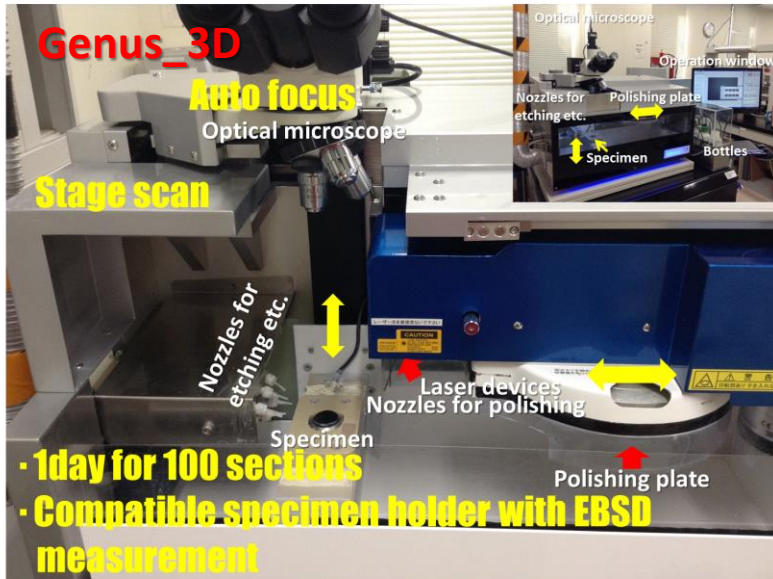 Genus_3D
Auto focus
Optical microscope
Stage scan
Nozzles for
etching etc.
Specimen
Laser devices
Nozzles for polishing
Polishing plate
· 1day for 100 sections
· Compatible specimen holder with EBSD
measurement
CAUTION
Optical microscope
Operation window
Nozzles for
etching etc.
Polishing plate
Specimen
Bottles